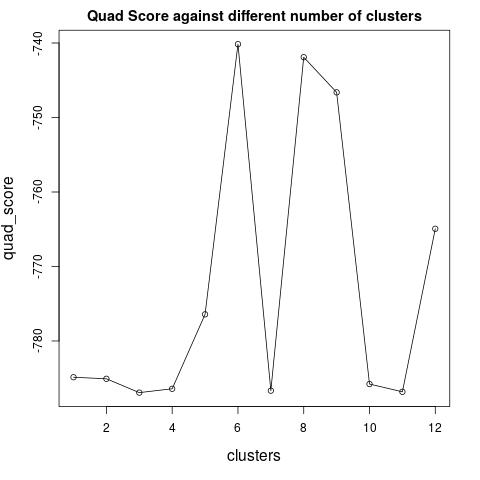 Quad Score against different number of clusters
quad_score
-740
-750
-760
-770
-780
2 4 6 8 10 12
clusters